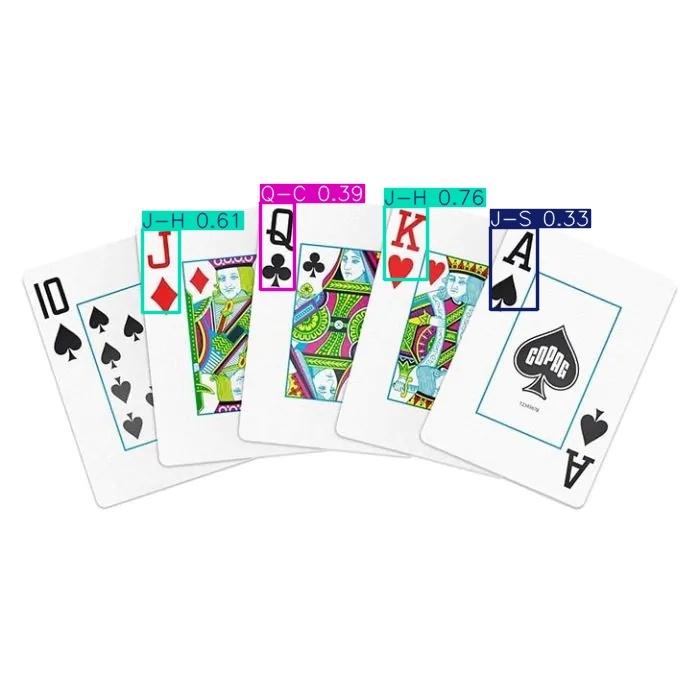 Q-C 0.39
J-H 0.76
J-H 0.61
J-S 0.33
10
J
Q
K
A
COPAG
A